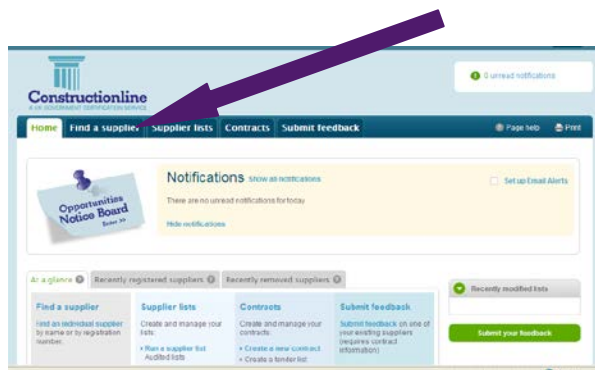 0 unread notifications
Constructionline
A UK GOVERNMENT CERTIFICATION SERVICE
Home Find a supplier Supplier lists Contracts Submit feedback Page help Print
Notifications show all notifications
Set up Email Alerts
Opportunities
Notice Board
Enter >>
There are no unread notifications for today
Hide notifications
At a glance Recently registered suppliers Recently removed suppliers
Recently modified lists
Find a supplier
Find an individual supplier
by name or by registration
number.
Supplier lists
Create and manage your
lists:
Run a supplier list
Audited lists
Contracts
Create and manage your
contracts.
Create a new contract
Create a tender list
Submit feedback
Submit feedback on one of
your existing suppliers
(requires contract
information)
Submit your feedback